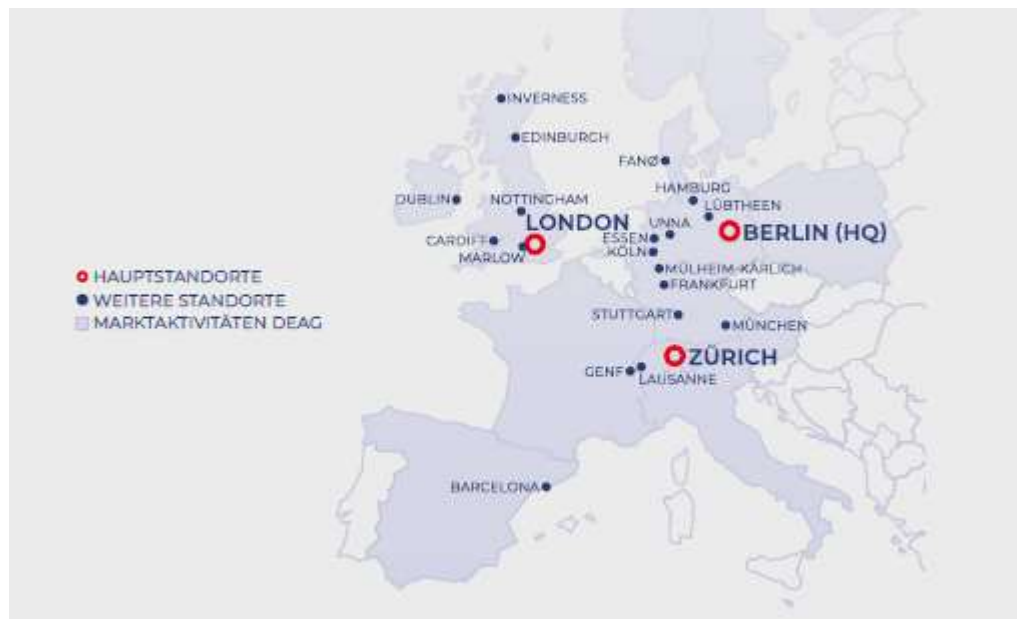 INVERNESS
EDINBURGH
FANØ
HAMBURG
DUBLIN
NOTTINGHAM
LÜBTHEEN
LONDON
UNNA
BERLIN (HQ)
CARDIFF
ESSEN
MARLOW
KÖLN
MÜLHEIM-KÄRLICH
HAUPTSTANDORTE
FRANKFURT
WEITERE STANDORTE
STUTTGART
MARKTAKTIVITÄTEN DEAG
MÜNCHEN
ZÜRICH
GENF
LAUSANNE
BARCELONA